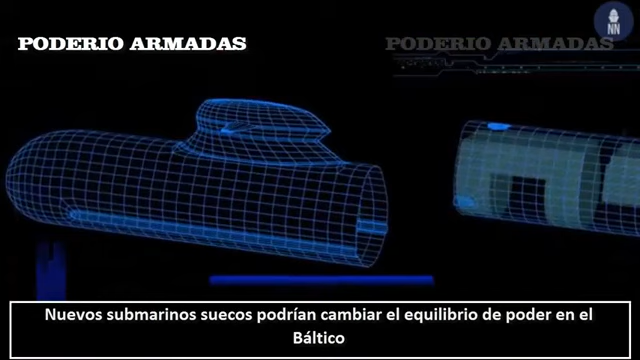 PODERIO ARMADAS
PODERIO ARMADAS
NN
Nuevos submarinos suecos podrían cambiar el equilibrio de poder en el
Báltico